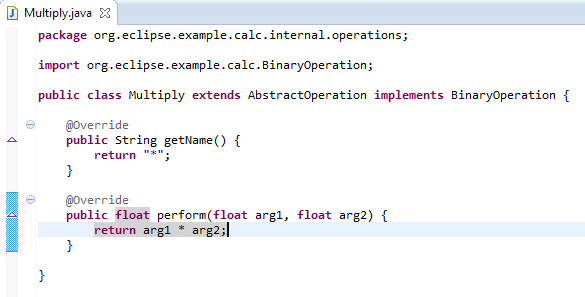 Multiply.java
package org.eclipse.example.calc.internal.operations;
import org.eclipse.example.calc.BinaryOperation;
public class Multiply extends AbstractOperation implements BinaryOperation {
@Override
public String getName() {
return "*";
}
@Override
public float perform(float arg1, float arg2) {
return arg1 * arg2;
}
}